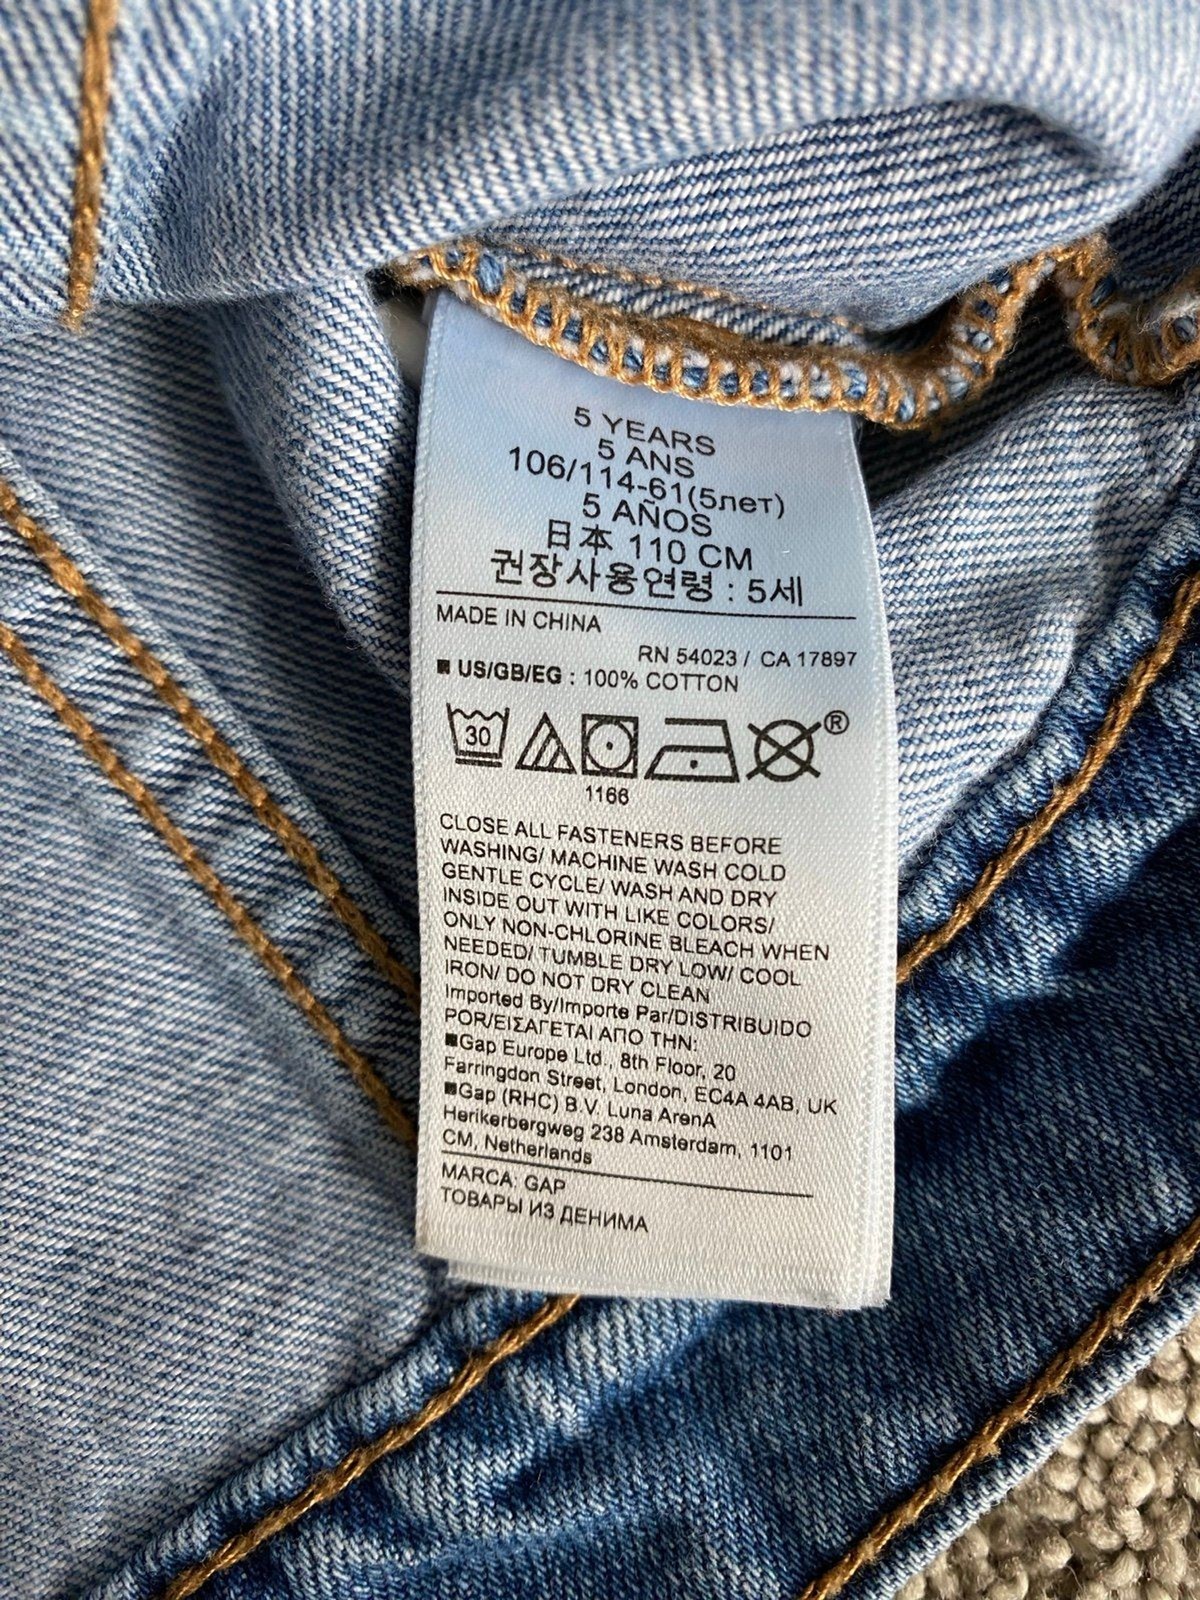 5 YEARS
5 ANS
106/114-61(5лет)
5 AÑOS
日本 110 CM
권장사용연령 : 5세
MADE IN CHINA
RN 54023 / CA 17897
■ US/GB/EG : 100% COTTON
30
®
1166
CLOSE ALL FASTENERS BEFORE
WASHING/ MACHINE WASH COLD
GENTLE CYCLE/ WASH AND DRY
INSIDE OUT WITH LIKE COLORS/
ONLY NON-CHLORINE BLEACH WHEN
NEEDED/ TUMBLE DRY LOW/ COOL
IRON/ DO NOT DRY CLEAN
Imported By/Importe Par/DISTRIBUIDO
POR/ΕΙΣΑΓΕΤΑΙ ΑΠΟ ΤΗΝ:
■Gap Europe Ltd., 8th Floor, 20
Farringdon Street, London, EC4A 4AB, UK
■Gap (RHC) B.V. Luna ArenA
Herikerbergweg 238 Amsterdam, 1101
CM, Netherlands
MARCA: GAP
ТОВАРЫ ИЗ ДЕНИМА